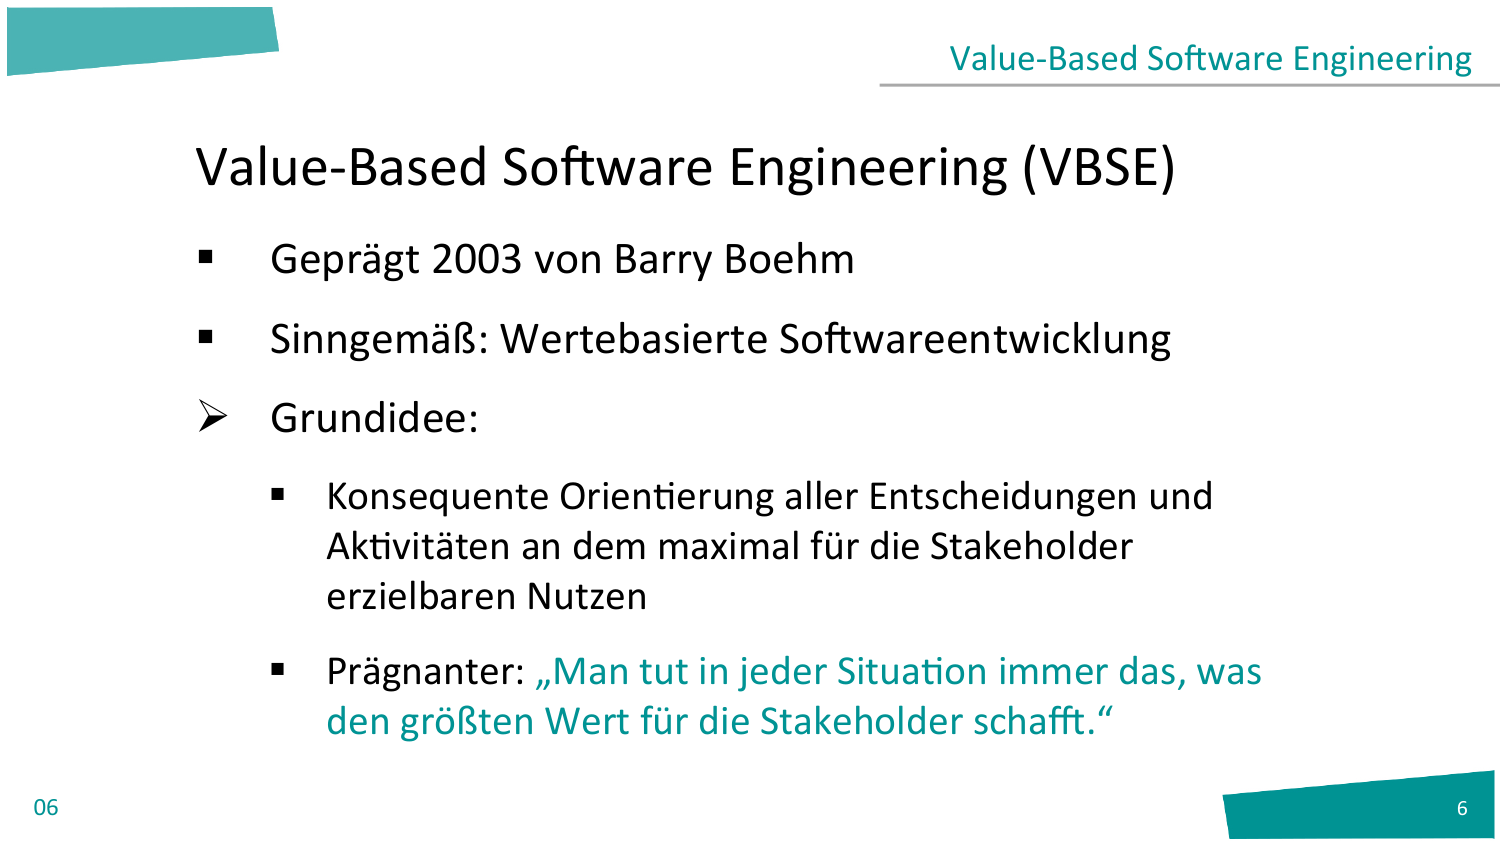 Value-Based Software Engineering
Value-Based Software Engineering (VBSE)
▪ Geprägt 2003 von Barry Boehm
▪ Sinngemäß: Wertebasierte Softwareentwicklung
➢ Grundidee:
▪ Konsequente Orientierung aller Entscheidungen und
Aktivitäten an dem maximal für die Stakeholder
erzielbaren Nutzen
▪ Prägnanter: „Man tut in jeder Situation immer das, was
den größten Wert für die Stakeholder schafft.“
06
6